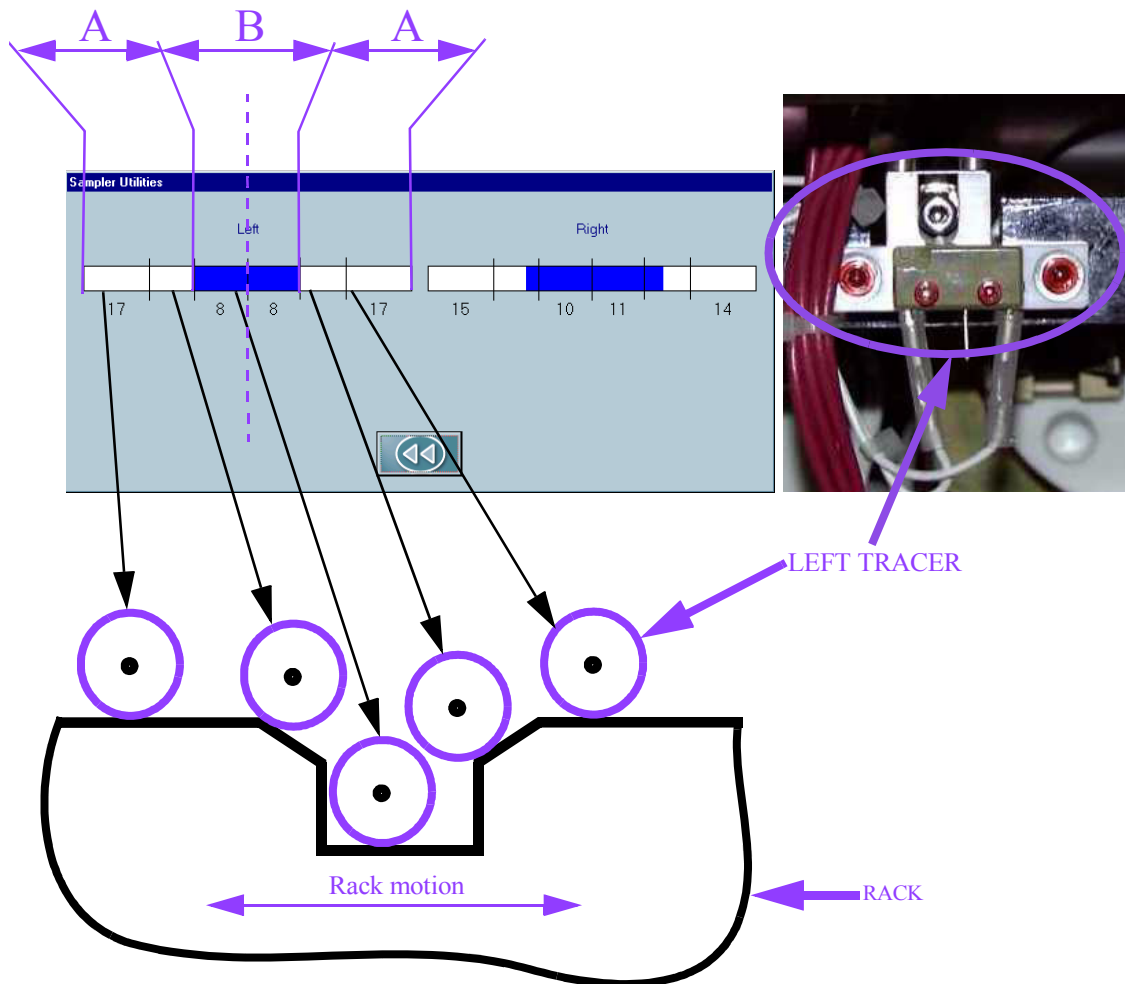 A B A
Sampler Utilities
Left Right
17 8 8 17 15 10 11 14
LEFT TRACER
Rack motion
RACK